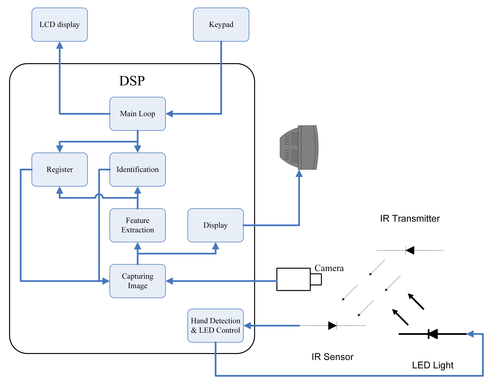 LCD display
Keypad
DSP
Main Loop
Register
Identification
Feature
Extraction
Display
IR Transmitter
Capturing
Image
Camera
Hand Detection
& LED Control
IR Sensor
LED Light